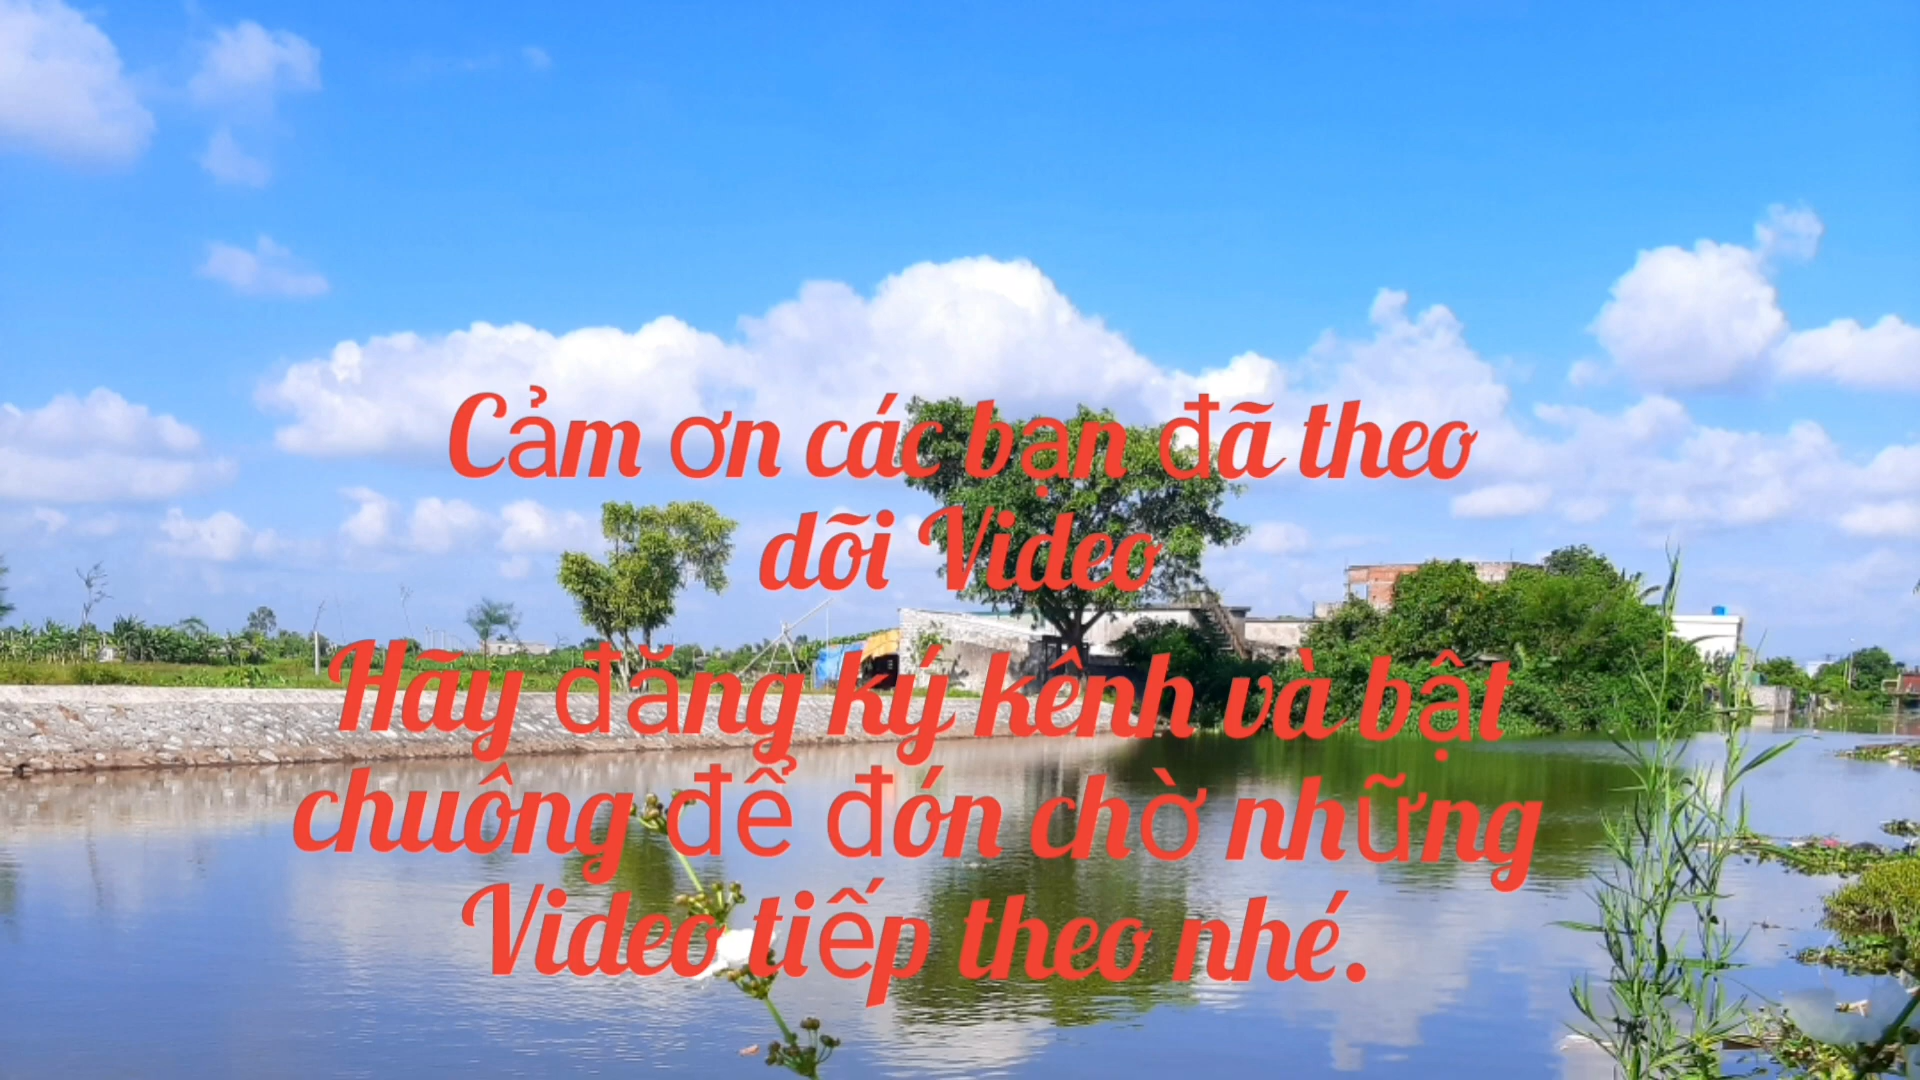 Cảm ơn các bạn đã theo
dõi Video
Hãy đăng ký kênh và bật
chuông để đón chờ những
Video tiếp theo nhé.